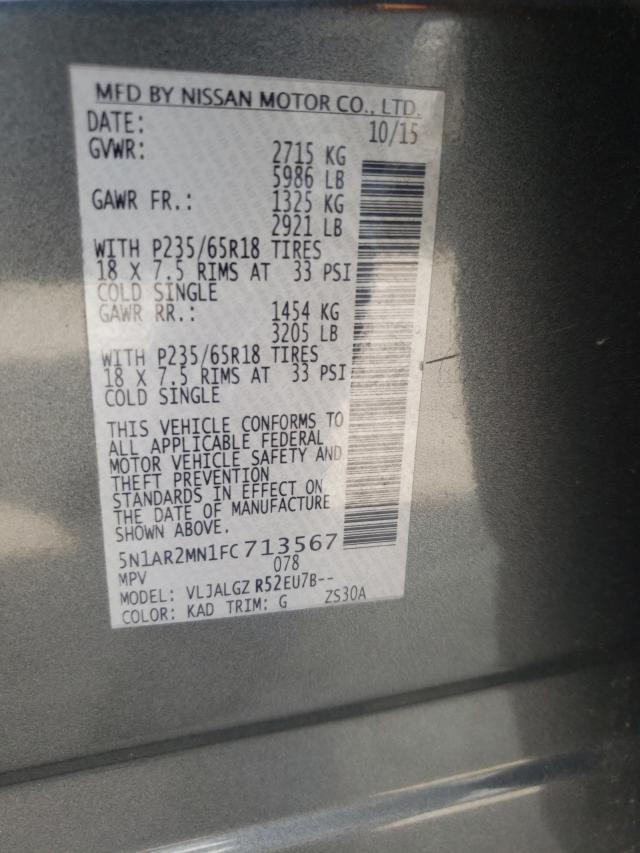 MFD BY NISSAN MOTOR CO., LTD.
DATE: 10/15
GVWR: 2715 KG
5986 LB
GAWR FR.: 1325 KG
2921 LB
WITH P235/65R18 TIRES
18 X 7.5 RIMS AT 33 PSI
COLD SINGLE
GAWR RR.: 1454 KG
3205 LB
WITH P235/65R18 TIRES
18 X 7.5 RIMS AT 33 PSI
COLD SINGLE
THIS VEHICLE CONFORMS TO
ALL APPLICABLE FEDERAL
MOTOR VEHICLE SAFETY AND
THEFT PREVENTION
STANDARDS IN EFFECT ON
THE DATE OF MANUFACTURE
SHOWN ABOVE.
5N1AR2MN1FC713567
MPV 078
MODEL: VLJALGZ R52EU7B--
COLOR: KAD TRIM: G ZS30A